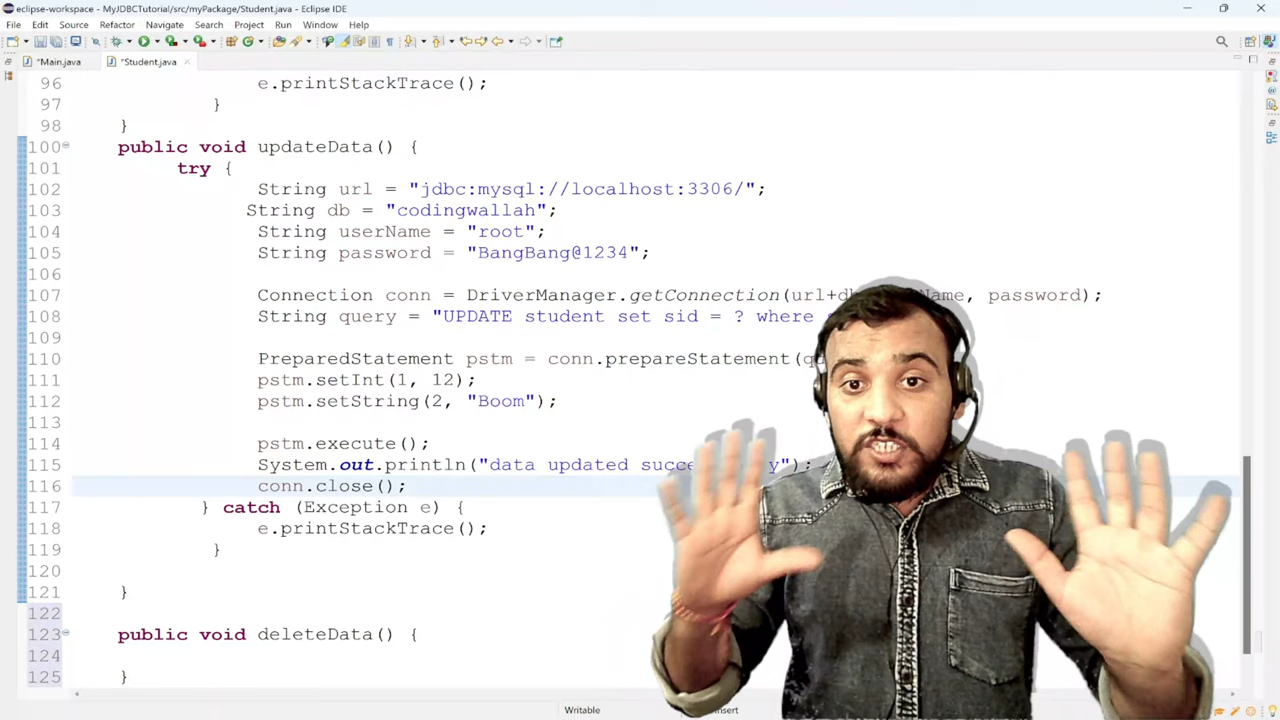 eclipse-workspace - MyJDBCTutorial/src/myPackage/Student.java - Eclipse IDE
File Edit Source Refactor Navigate Search Project Run Window Help
*Main.java *Student.java
96 e.printStackTrace();
97 }
98 }
100 public void updateData() {
101 try {
102 String url = "jdbc:mysql://localhost:3306/";
103 String db = "codingwallah";
104 String userName = "root";
105 String password = "BangBang@1234";
106
107 Connection conn = DriverManager.getConnection(url+d Name, password);
108 String query = "UPDATE student set sid = ? where
109
110 PreparedStatement pstm = conn.prepareStatement(q
111 pstm.setInt(1, 12);
112 pstm.setString(2, "Boom");
113
114 pstm.execute();
115 System.out.println("data updated succe y");
116 conn.close();
117 } catch (Exception e) {
118 e.printStackTrace();
119 }
120
121 }
122
123 public void deleteData() {
124
125 }
Writable nsert